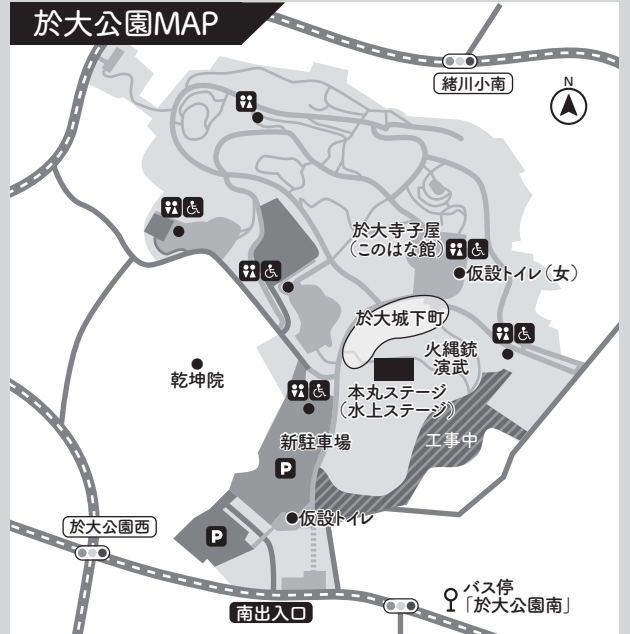 於大公園MAP
緒川小南
N
於大寺子屋
（このはな館）
仮設トイレ（女）
於大城下町
火縄銃
演武
本丸ステージ
（水上ステージ）
乾坤院
新駐車場
工事中
P
仮設トイレ
P
於大公園西
南出入口
バス停
「於大公園南」